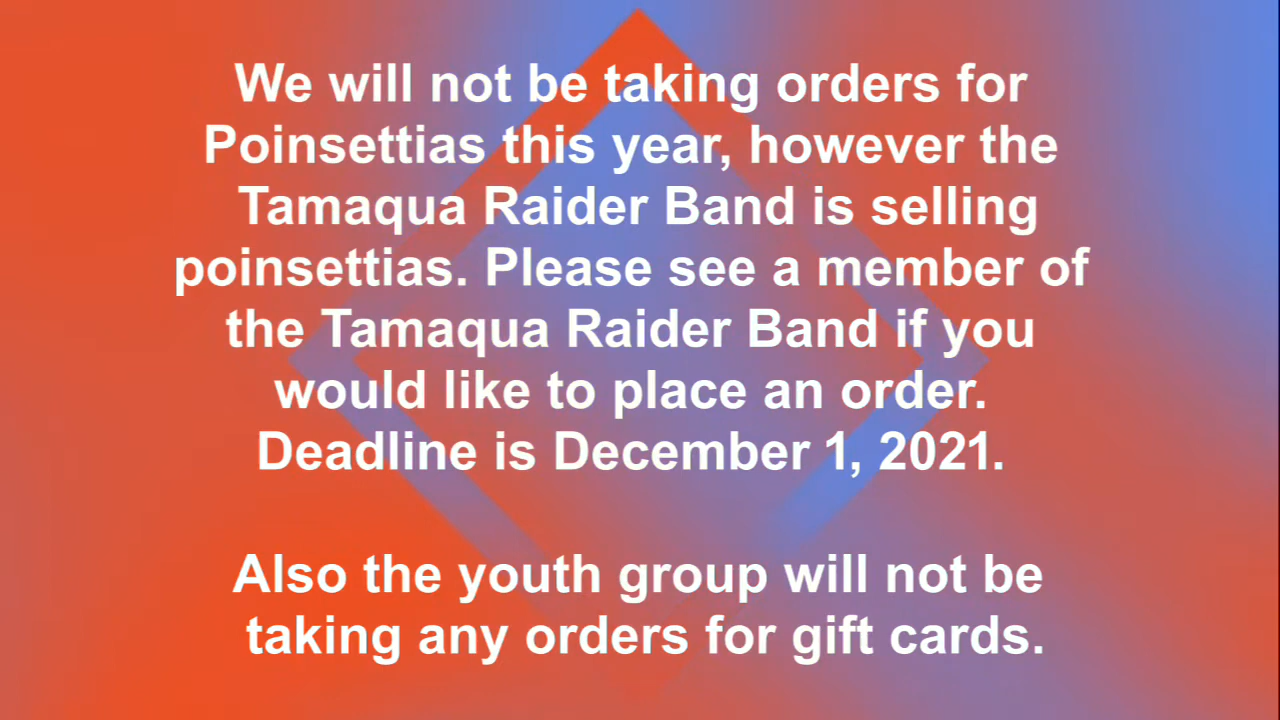 We will not be taking orders for
Poinsettias this year, however the
Tamaqua Raider Band is selling
poinsettias. Please see a member of
the Tamaqua Raider Band if you
would like to place an order.
Deadline is December 1, 2021.
Also the youth group will not be
taking any orders for gift cards.